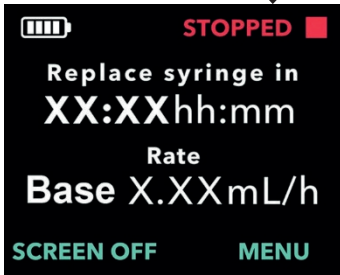 STOPPED
Replace syringe in
XX:XXhh:mm
Rate
Base X.XXmL/h
SCREEN OFF MENU